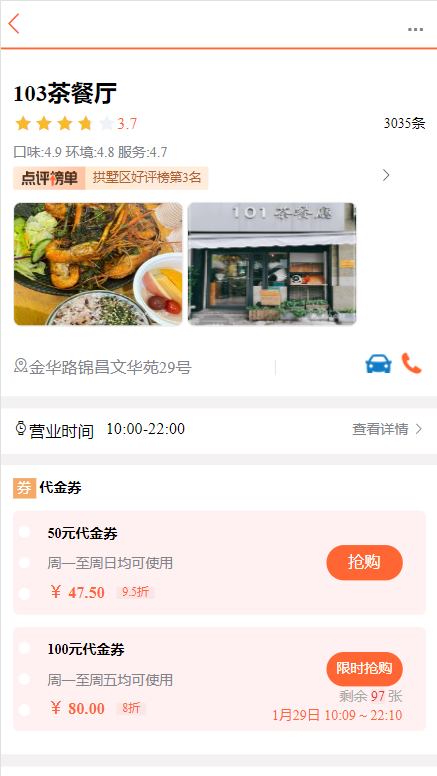 103茶餐厅
3.7 3035条
口味:4.9 环境:4.8 服务:4.7
点评榜单 拱墅区好评榜第3名
101茶餐厅
金华路锦昌文华苑29号
营业时间 10:00-22:00 查看详情
券 代金券
50元代金券
周一至周日均可使用
抢购
￥ 47.50 9.5折
100元代金券
周一至周五均可使用
限时抢购
￥ 80.00 8折
剩余 97 张
1月29日 10:09 ~ 22:10